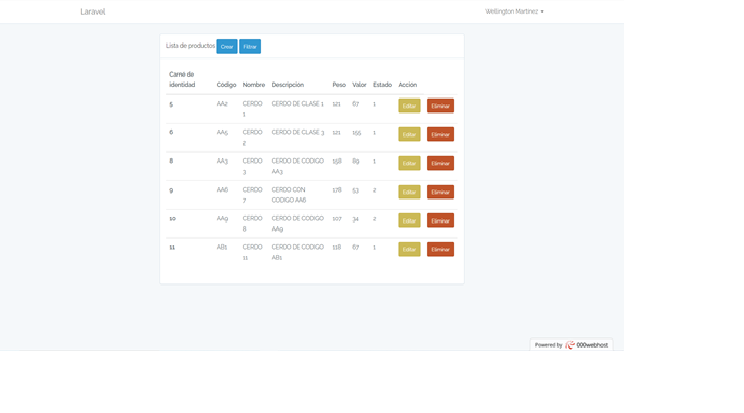 Laravel
Wellington Martinez ▾
Lista de productos Crear Filtrar
Carné de identidad Código Nombre Descripción Peso Valor Estado Acción
5 AA2 CERDO 1 CERDO DE CLASE 1 121 67 1 Editar Eliminar
6 AA5 CERDO 2 CERDO DE CLASE 3 121 155 1 Editar Eliminar
8 AA3 CERDO 3 CERDO DE CODIGO AA3 158 89 1 Editar Eliminar
9 AA6 CERDO 7 CERDO CON CODIGO AA6 178 53 2 Editar Eliminar
10 AA9 CERDO 8 CERDO DE CODIGO AA9 107 34 2 Editar Eliminar
11 AB1 CERDO 11 CERDO DE CODIGO AB1 118 67 1 Editar Eliminar
Powered by 000webhost